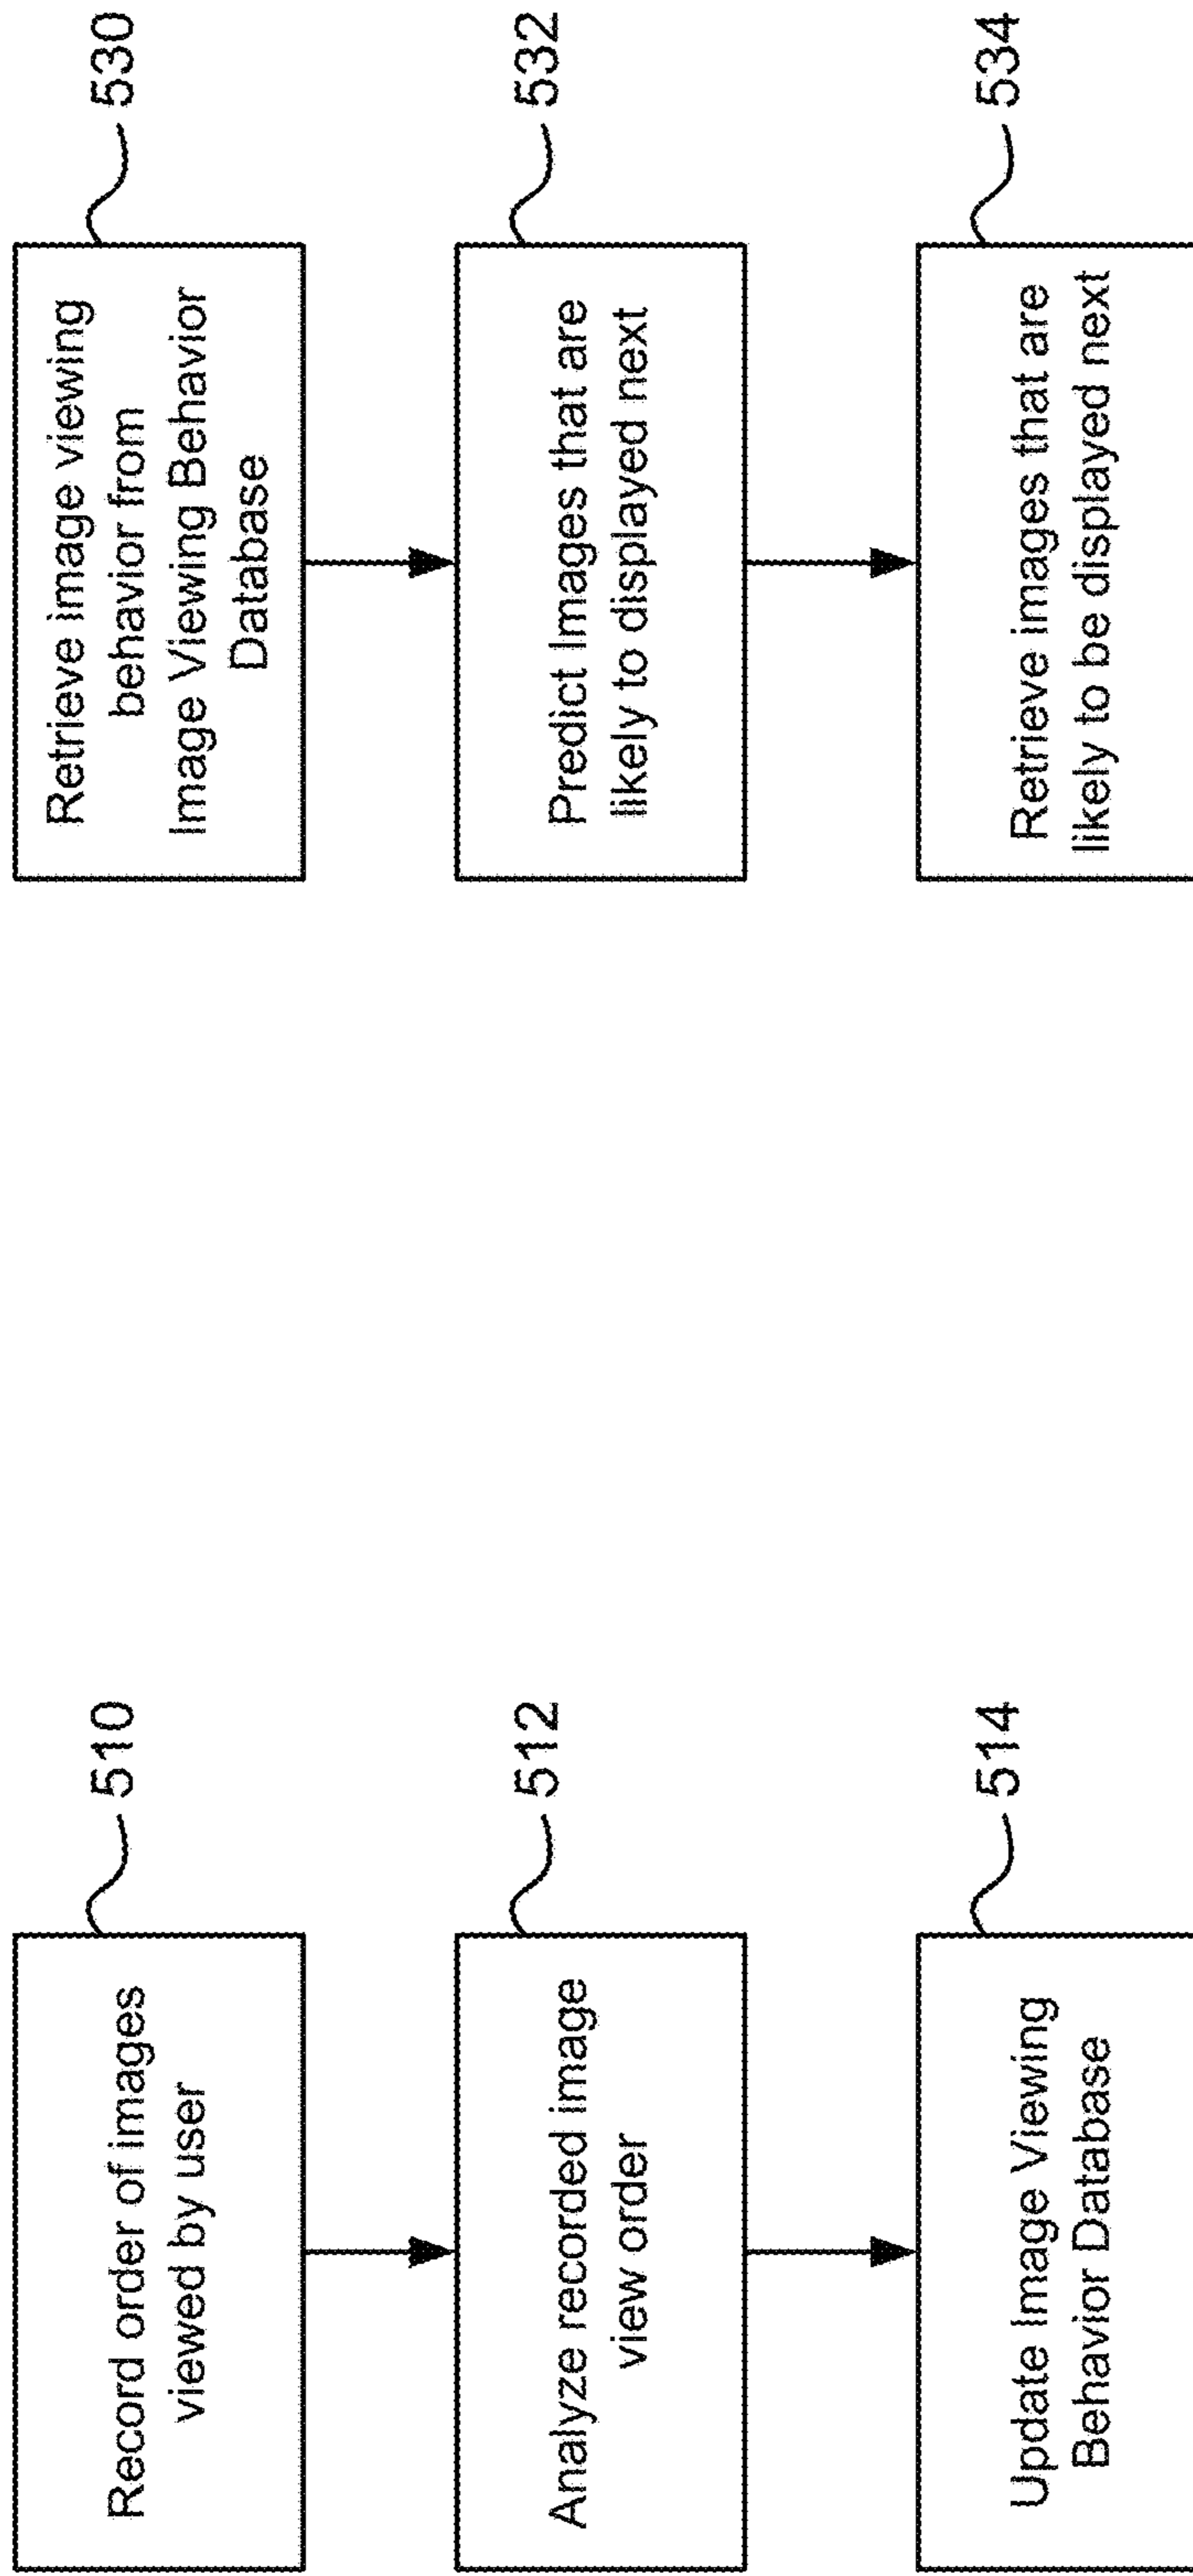 Record order of images
viewed by user
510
Analyze recorded image
view order
512
Update Image Viewing
Behavior Database
514
Retrieve image viewing
behavior from
Image Viewing Behavior
Database
530
Predict Images that are
likely to displayed next
532
Retrieve images that are
likely to be displayed next
534